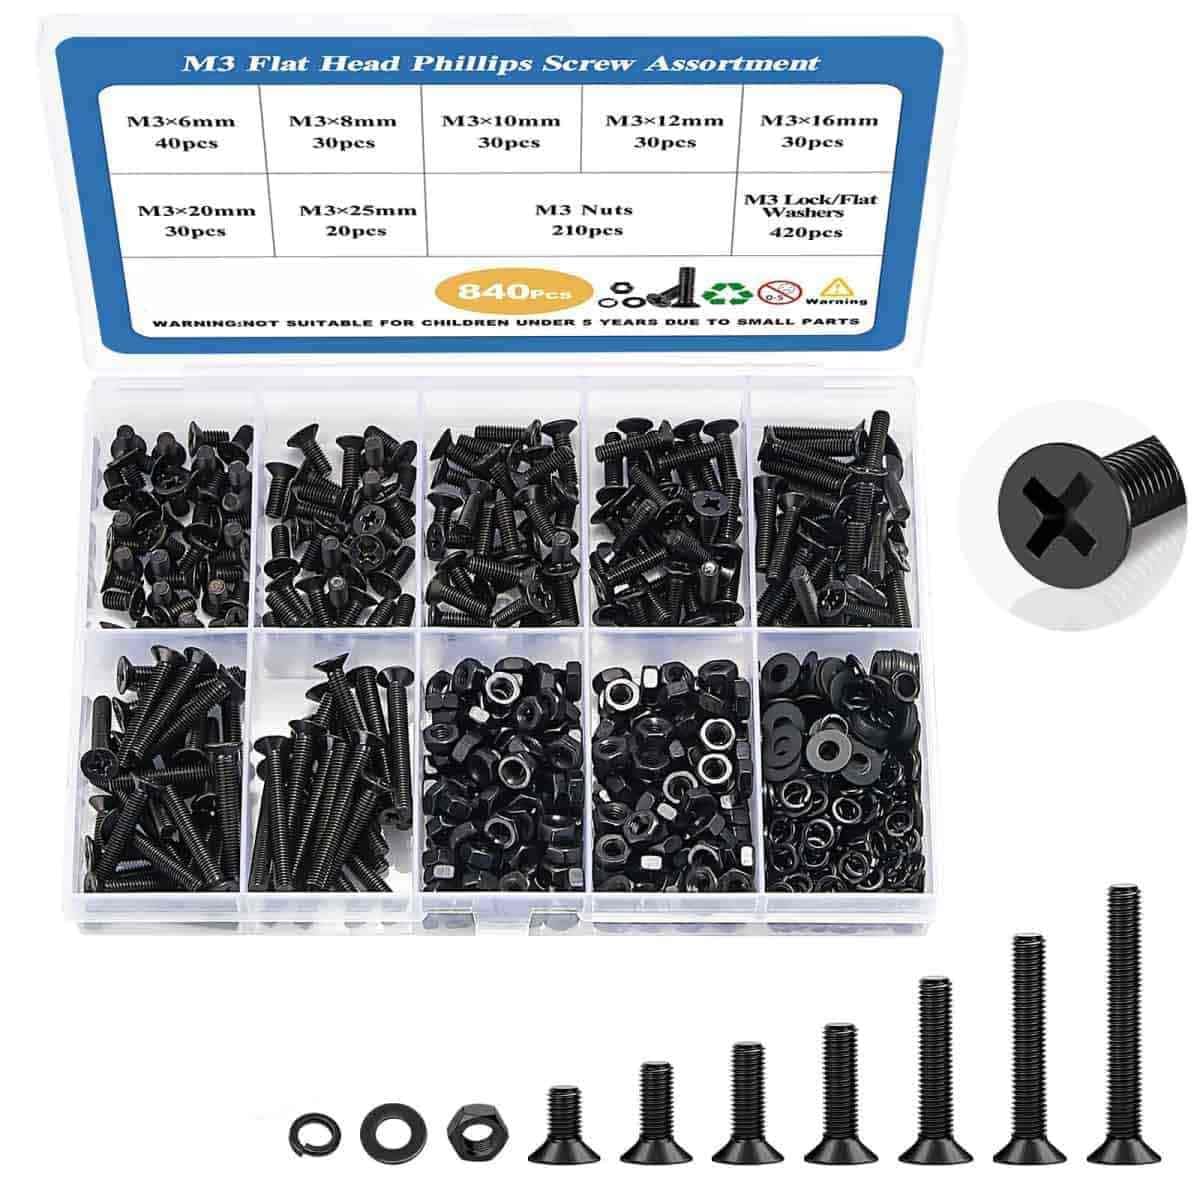 M3 Flat Head Phillips Screw Assortment
M3×6mm
40pcs
M3×8mm
30pcs
M3×10mm
30pcs
M3×12mm
30pcs
M3×16mm
30pcs
M3×20mm
30pcs
M3×25mm
20pcs
M3 Nuts
210pcs
M3 Lock/Flat
Washers
420pcs
840Pcs
0-5
Warning
WARNING:NOT SUITABLE FOR CHILDREN UNDER 5 YEARS DUE TO SMALL PARTS